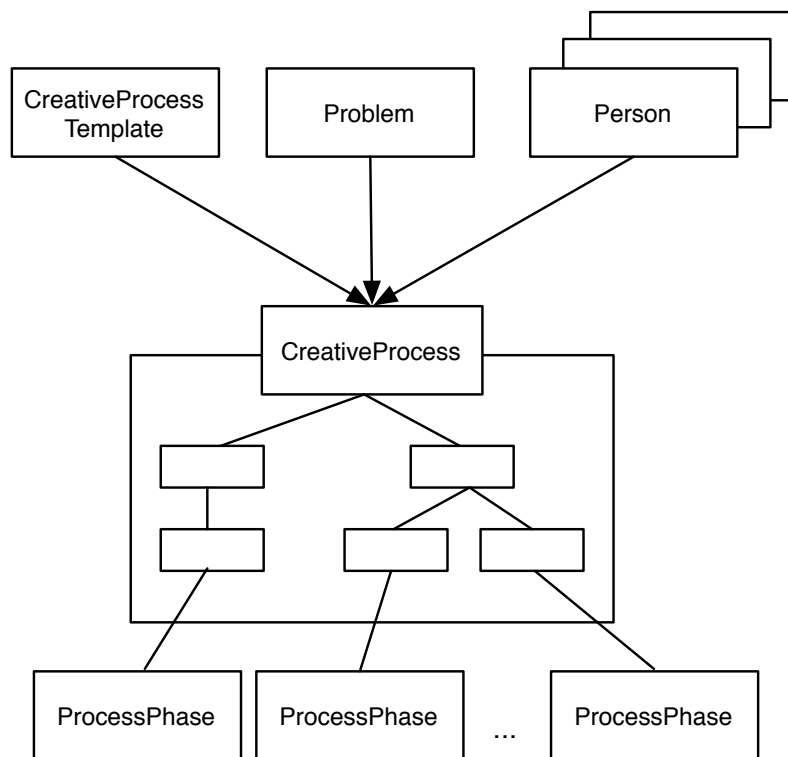 CreativeProcess
Template
Problem
Person
CreativeProcess
ProcessPhase
ProcessPhase
...
ProcessPhase